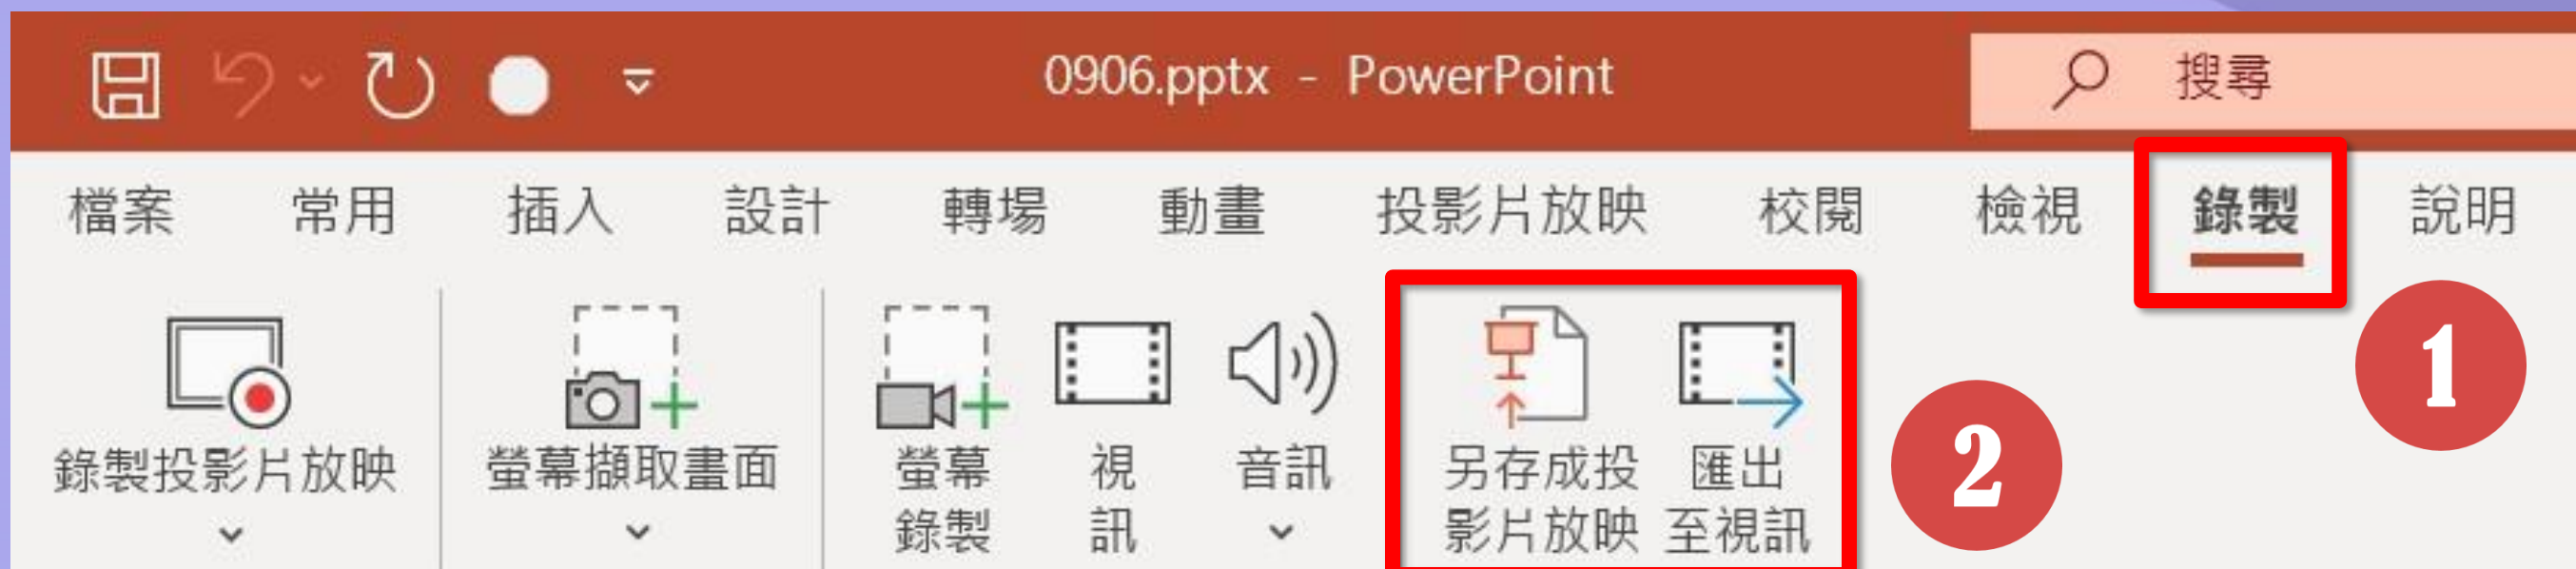 0906.pptx - PowerPoint
搜尋
檔案 常用 插入 設計 轉場 動畫 投影片放映 校閱 檢視 錄製 說明
1
錄製投影片放映
螢幕擷取畫面
螢幕
錄製
視
訊
音訊
另存成投
影片放映
匯出
至視訊
2